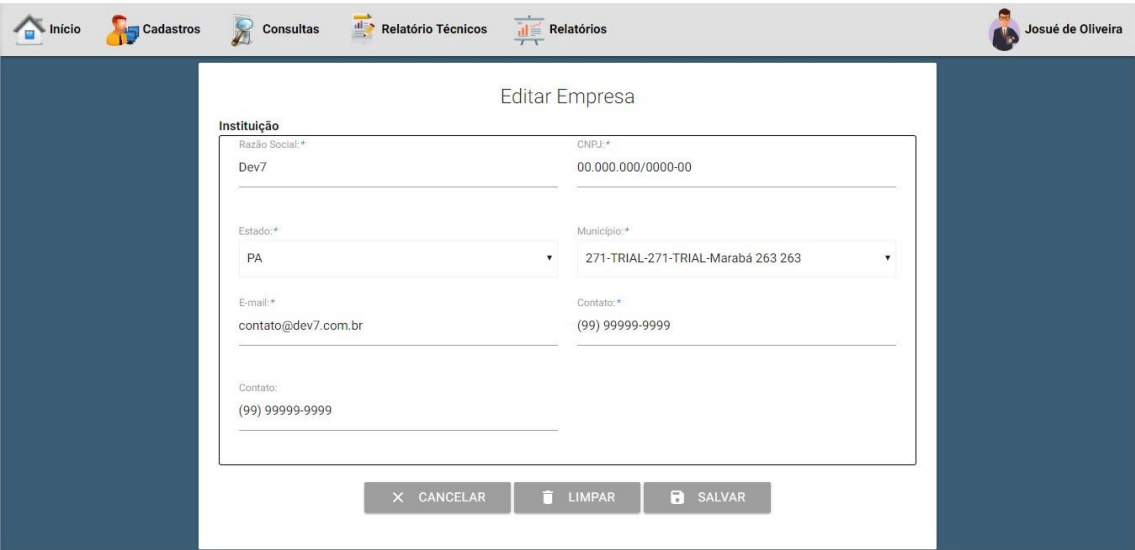 Início Cadastros Consultas Relatório Técnicos Relatórios Josué de Oliveira
Editar Empresa
Instituição
Razão Social:* CNPJ:*
Dev7 00.000.000/0000-00
Estado:* Município:*
PA 271-TRIAL-271-TRIAL-Marabá 263 263
E-mail:* Contato:*
contato@dev7.com.br (99) 99999-9999
Contato:
(99) 99999-9999
CANCELAR LIMPAR SALVAR